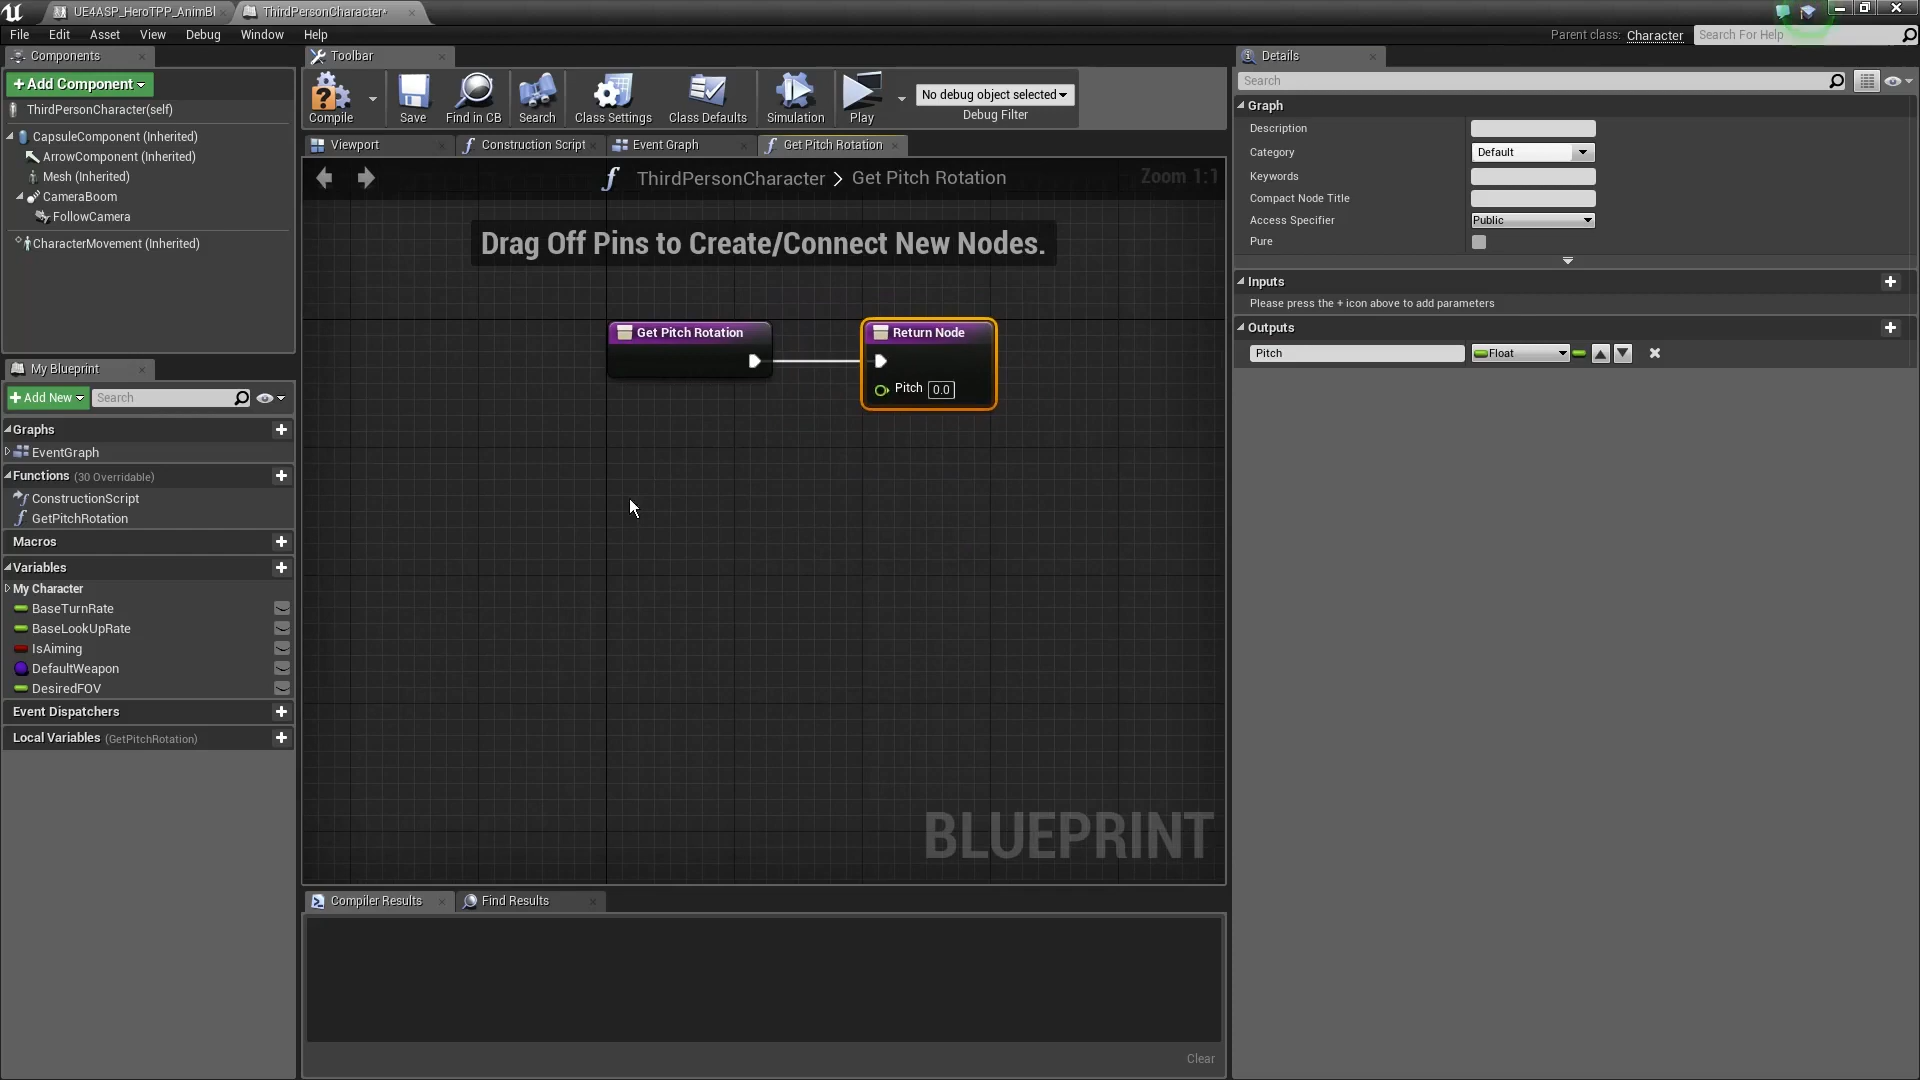 UE4ASP_HeroTPP_AnimBl
ThirdPersonCharacter*
File Edit Asset View Debug Window Help
Parent class: Character Search For Help
Components
+Add Component
ThirdPersonCharacter(self)
CapsuleComponent (Inherited)
ArrowComponent (Inherited)
Mesh (Inherited)
CameraBoom
FollowCamera
CharacterMovement (Inherited)
My Blueprint
+Add New Search
Graphs
EventGraph
Functions (30 Overridable)
ConstructionScript
GetPitchRotation
Macros
Variables
My Character
BaseTurnRate
BaseLookUpRate
IsAiming
DefaultWeapon
DesiredFOV
Event Dispatchers
Local Variables (GetPitchRotation)
Toolbar
Compile Save Find in CB Search Class Settings Class Defaults Simulation Play
No debug object selected
Debug Filter
Viewport Construction Script Event Graph Get Pitch Rotation
ThirdPersonCharacter > Get Pitch Rotation
Zoom 1:1
Drag Off Pins to Create/Connect New Nodes.
Get Pitch Rotation
Return Node
Pitch 0.0
BLUEPRINT
Compiler Results Find Results
Clear
Details
Search
Graph
Description
Category Default
Keywords
Compact Node Title
Access Specifier Public
Pure
Inputs
Please press the + icon above to add parameters
Outputs
Pitch Float